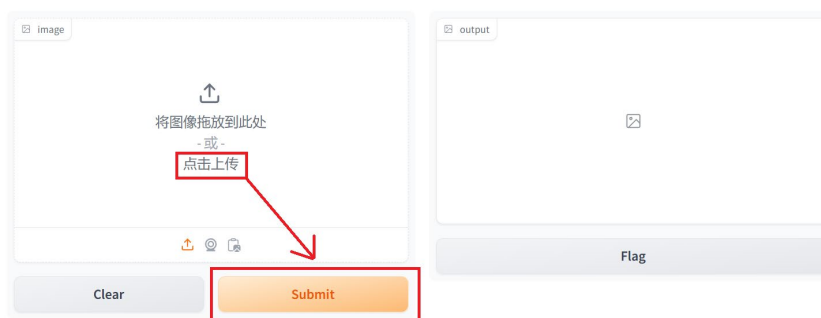 image
将图像拖放到此处
- 或 -
点击上传
Clear
Submit
output
Flag